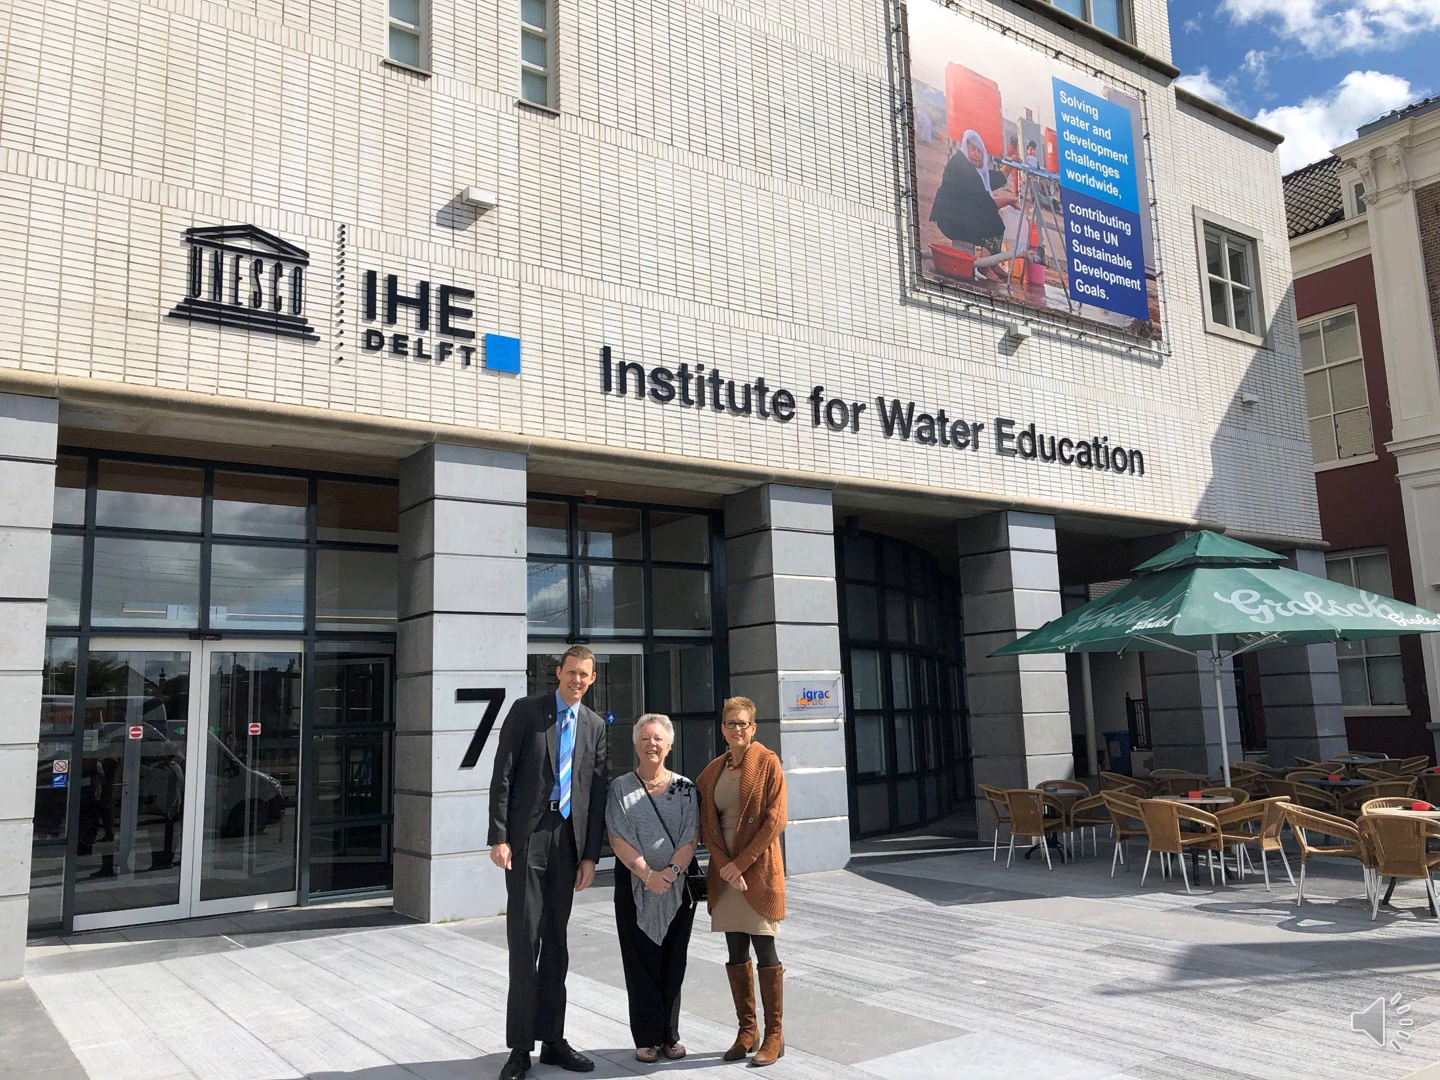 UNESCO
IHE
DELFT
Institute for Water Education
Solving
water and
development
challenges
worldwide,
contributing
to the UN
Sustainable
Development
Goals.
7
igrac
Grolsch
Grolsch